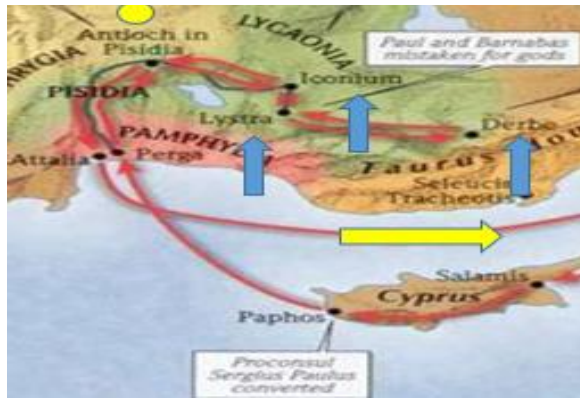 LYCAONIA
Antioch in
Pisidia
HRYGIA
Paul and Barnabas
mistaken for gods
Iconium
PISIDIA
Lystra
Derbe
PAMPHYLIA
Attalia
Perga
Taurus
Seleucia
Tracheotis
Salamis
Cyprus
Paphos
Proconsul
Sergius Paulus
converted